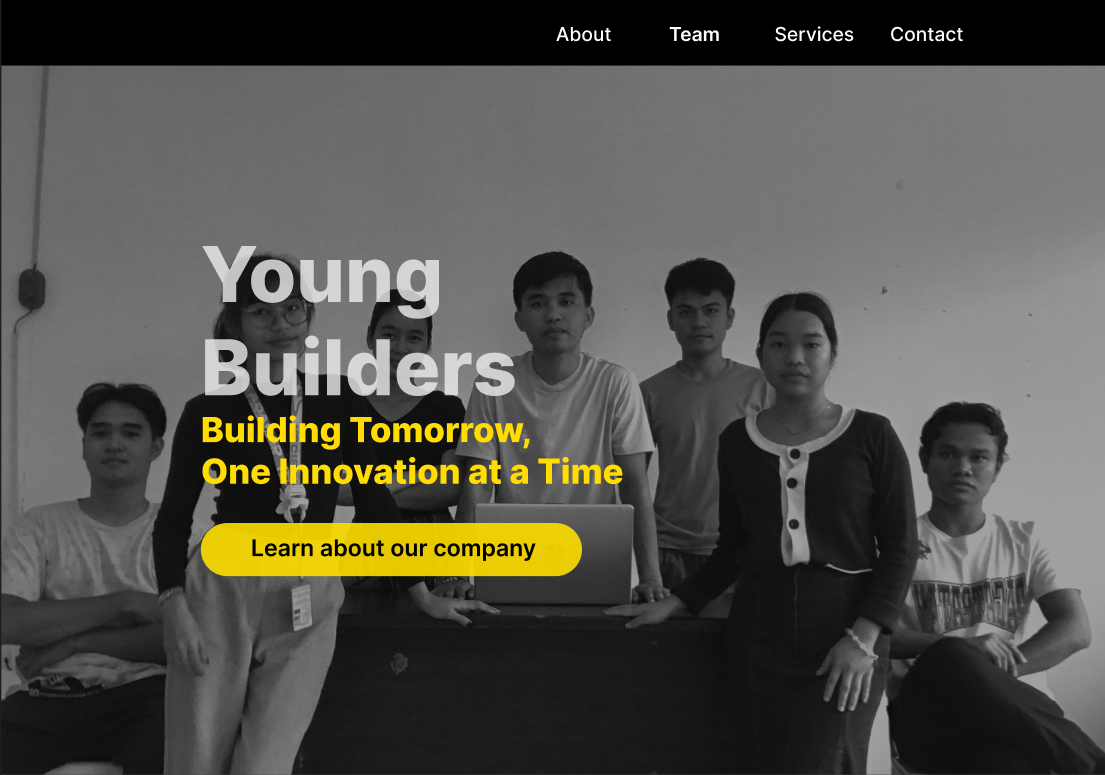 About Team Services Contact
Young
Builders
Building Tomorrow,
One Innovation at a Time
Learn about our company